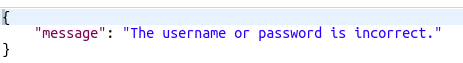 {
"message": "The username or password is incorrect."
}